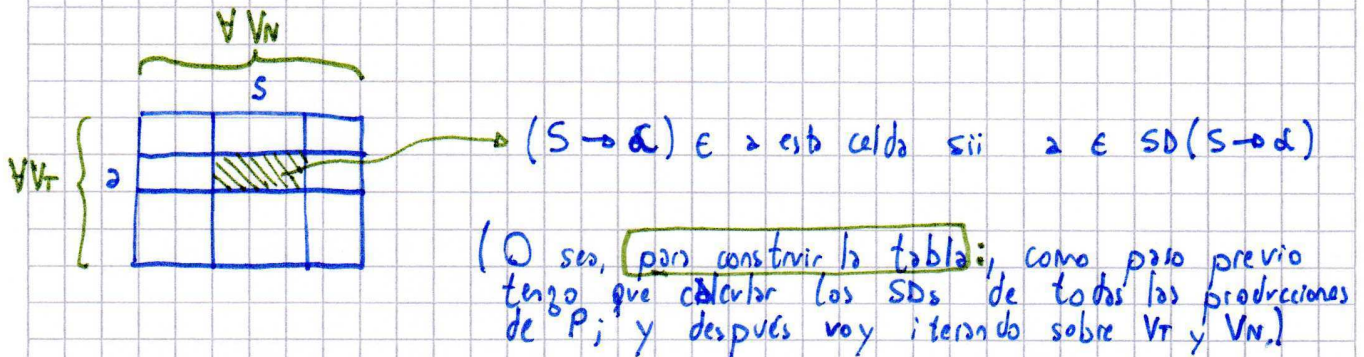 ∀ VN
S
(S → α) ∈ a esta celda sii a ∈ SD(S → α)
∀VT { a
(O sea, para construir la tabla:, como paso previo
tengo que calcular los SDs de todas las producciones
de P; y después voy iterando sobre VT y VN.)